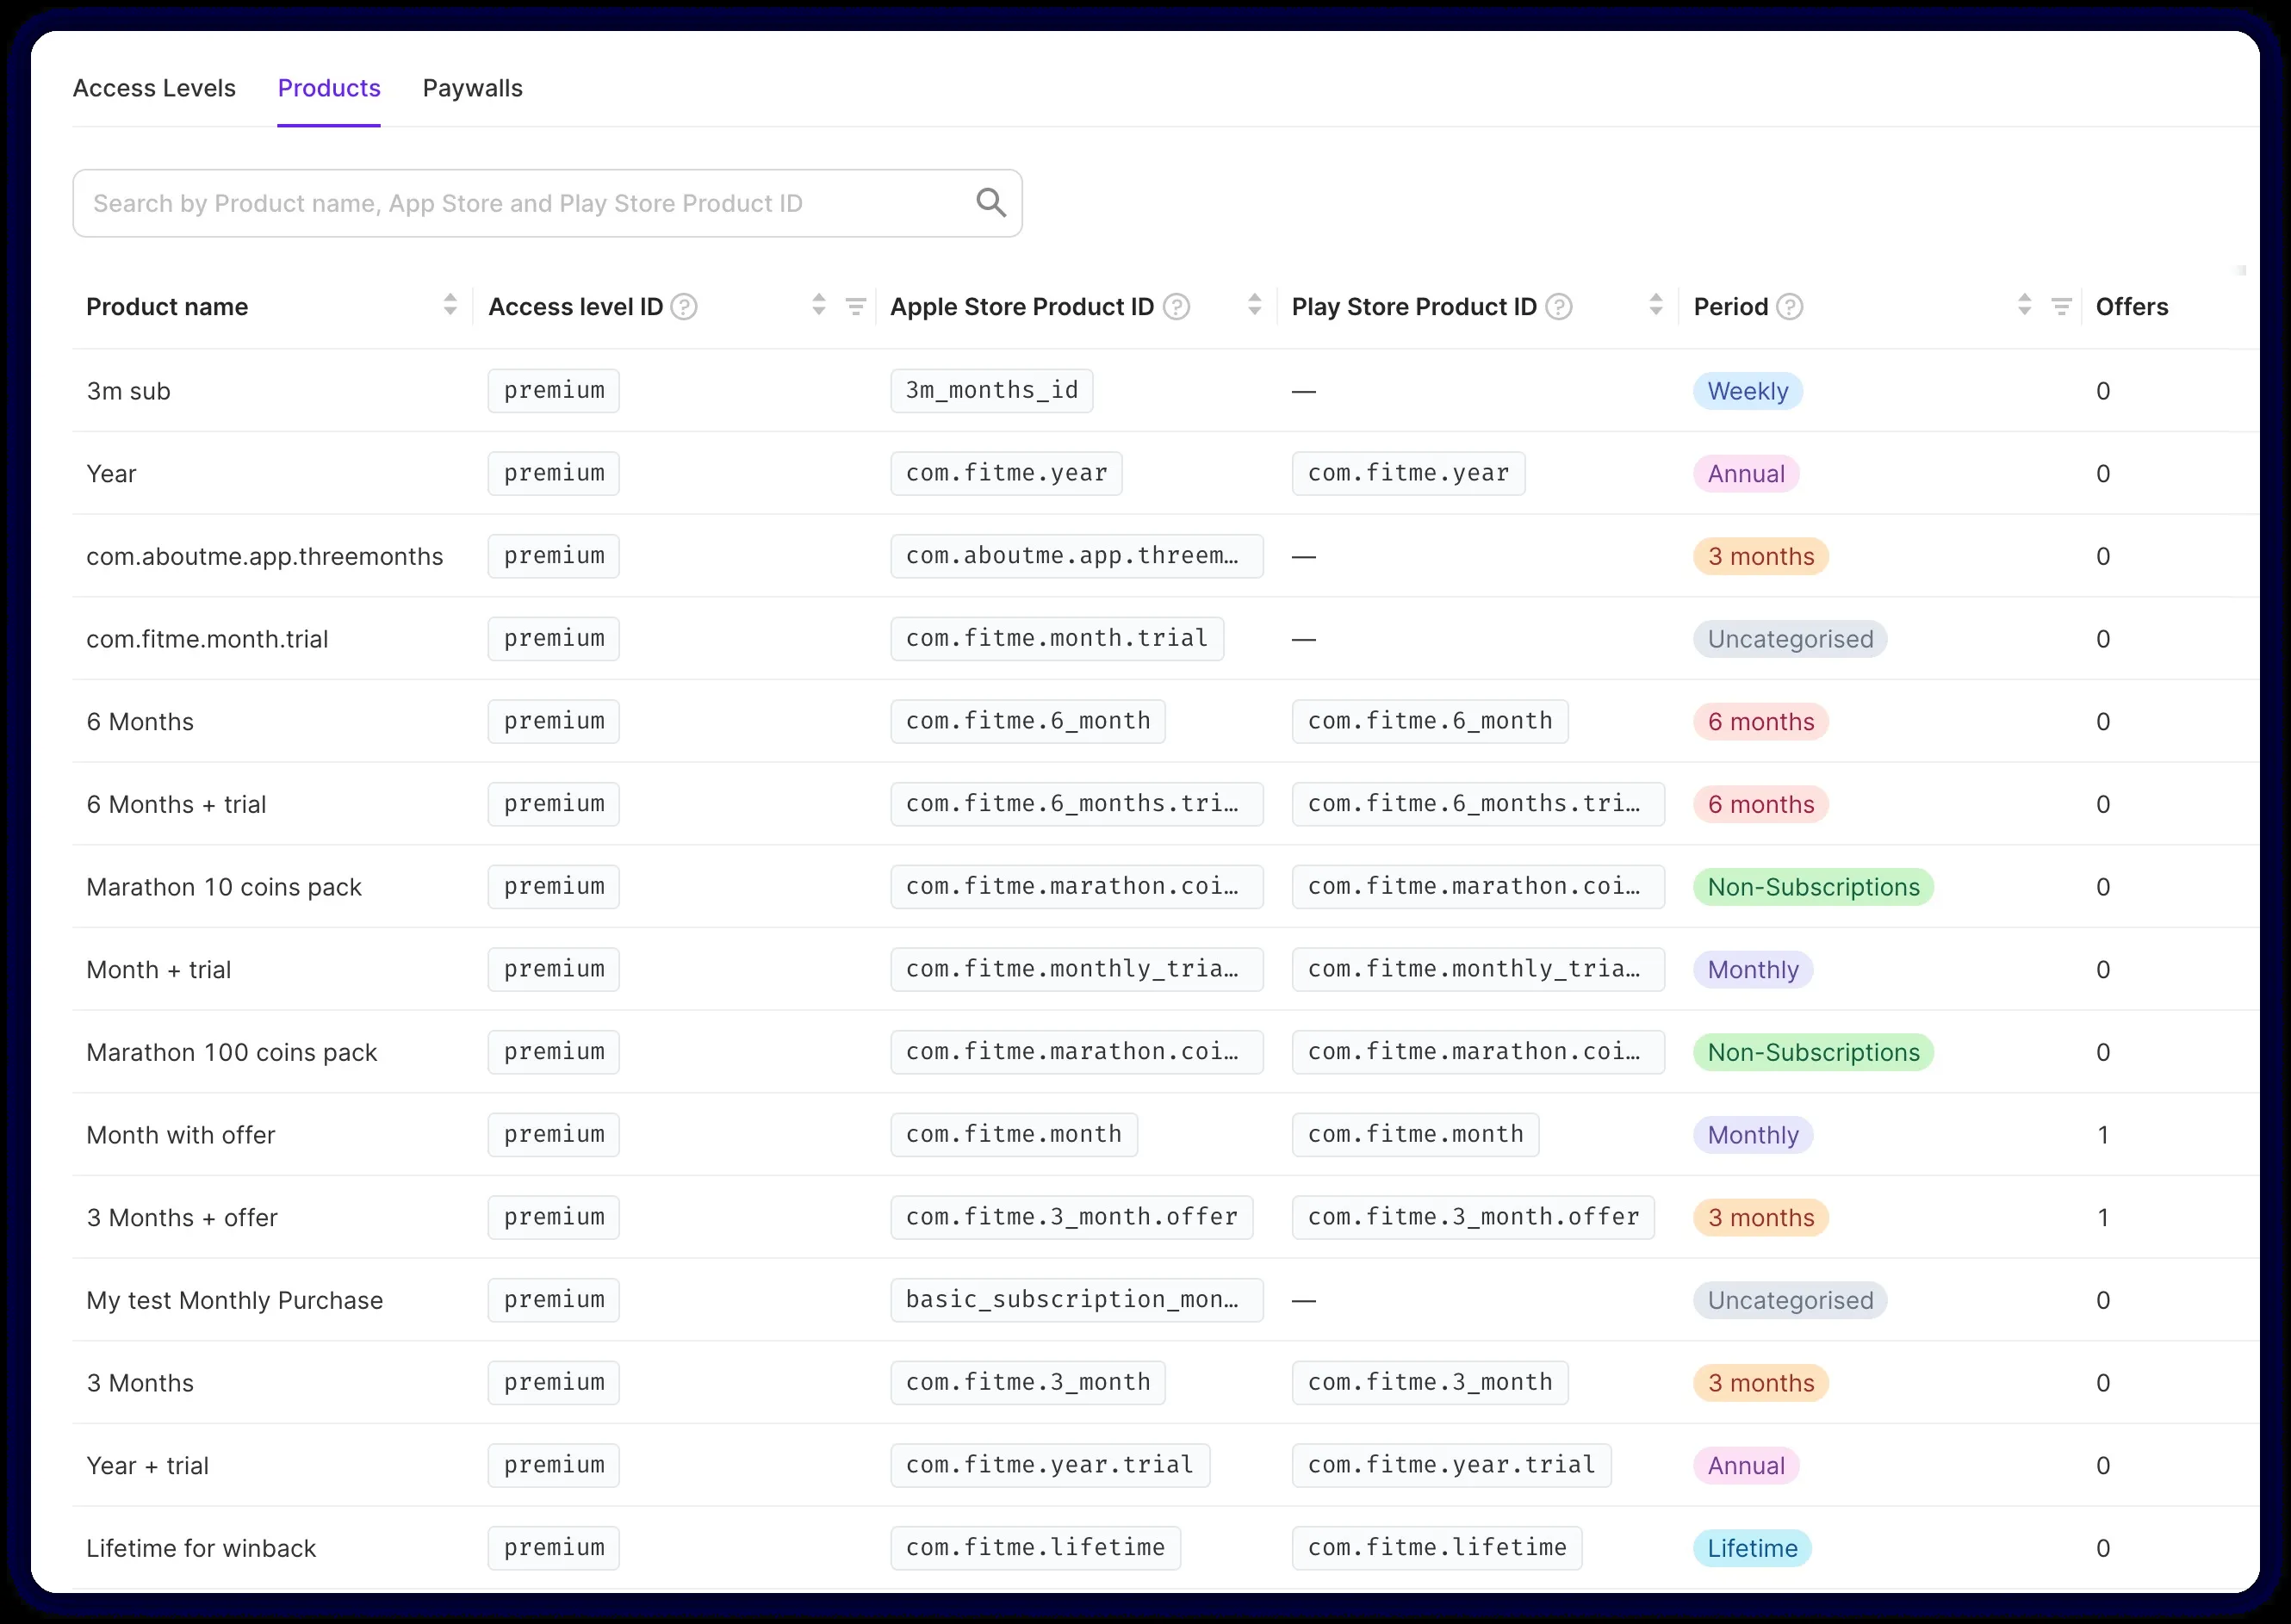 Access Levels Products Paywalls
Search by Product name, App Store and Play Store Product ID
Product name Access level ID ? Apple Store Product ID ? Play Store Product ID ? Period ? Offers
3m sub premium 3m_months_id — Weekly 0
Year premium com.fitme.year com.fitme.year Annual 0
com.aboutme.app.threemonths premium com.aboutme.app.threem… — 3 months 0
com.fitme.month.trial premium com.fitme.month.trial — Uncategorised 0
6 Months premium com.fitme.6_month com.fitme.6_month 6 months 0
6 Months + trial premium com.fitme.6_months.tri… com.fitme.6_months.tri… 6 months 0
Marathon 10 coins pack premium com.fitme.marathon.coi… com.fitme.marathon.coi… Non-Subscriptions 0
Month + trial premium com.fitme.monthly_tria… com.fitme.monthly_tria… Monthly 0
Marathon 100 coins pack premium com.fitme.marathon.coi… com.fitme.marathon.coi… Non-Subscriptions 0
Month with offer premium com.fitme.month com.fitme.month Monthly 1
3 Months + offer premium com.fitme.3_month.offer com.fitme.3_month.offer 3 months 1
My test Monthly Purchase premium basic_subscription_mon… — Uncategorised 0
3 Months premium com.fitme.3_month com.fitme.3_month 3 months 0
Year + trial premium com.fitme.year.trial com.fitme.year.trial Annual 0
Lifetime for winback premium com.fitme.lifetime com.fitme.lifetime Lifetime 0